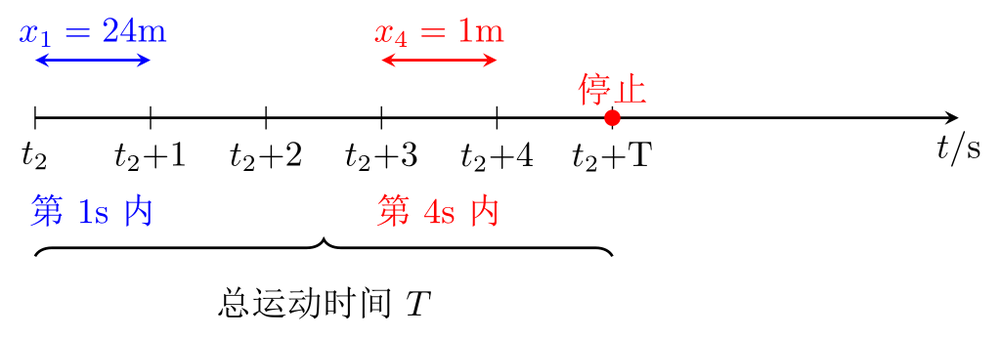 x₁ = 24m x₄ = 1m
停止
t₂ t₂+1 t₂+2 t₂+3 t₂+4 t₂+T t/s
第 1s 内 第 4s 内
总运动时间 T